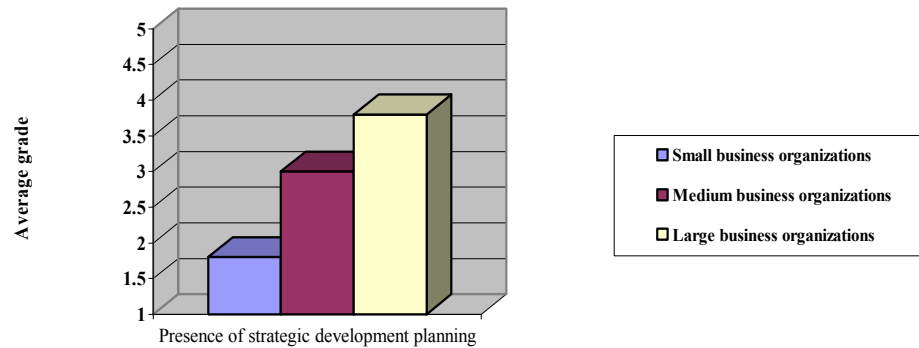 Average grade
5
4.5
4
3.5
3
2.5
2
1.5
1
Presence of strategic development planning
Small business organizations
Medium business organizations
Large business organizations